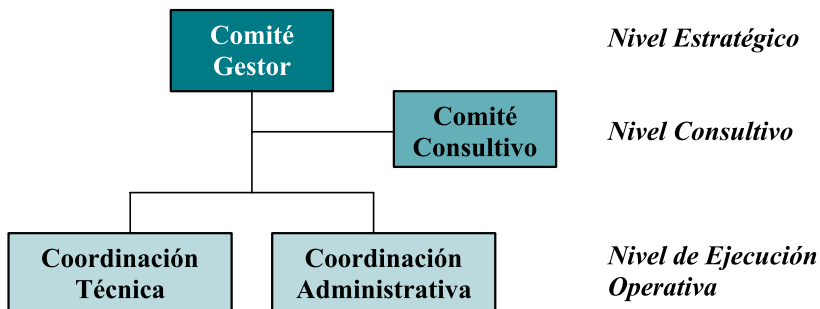 Comité
Gestor
Nivel Estratégico
Comité
Consultivo
Nivel Consultivo
Coordinación
Técnica
Coordinación
Administrativa
Nivel de Ejecución
Operativa